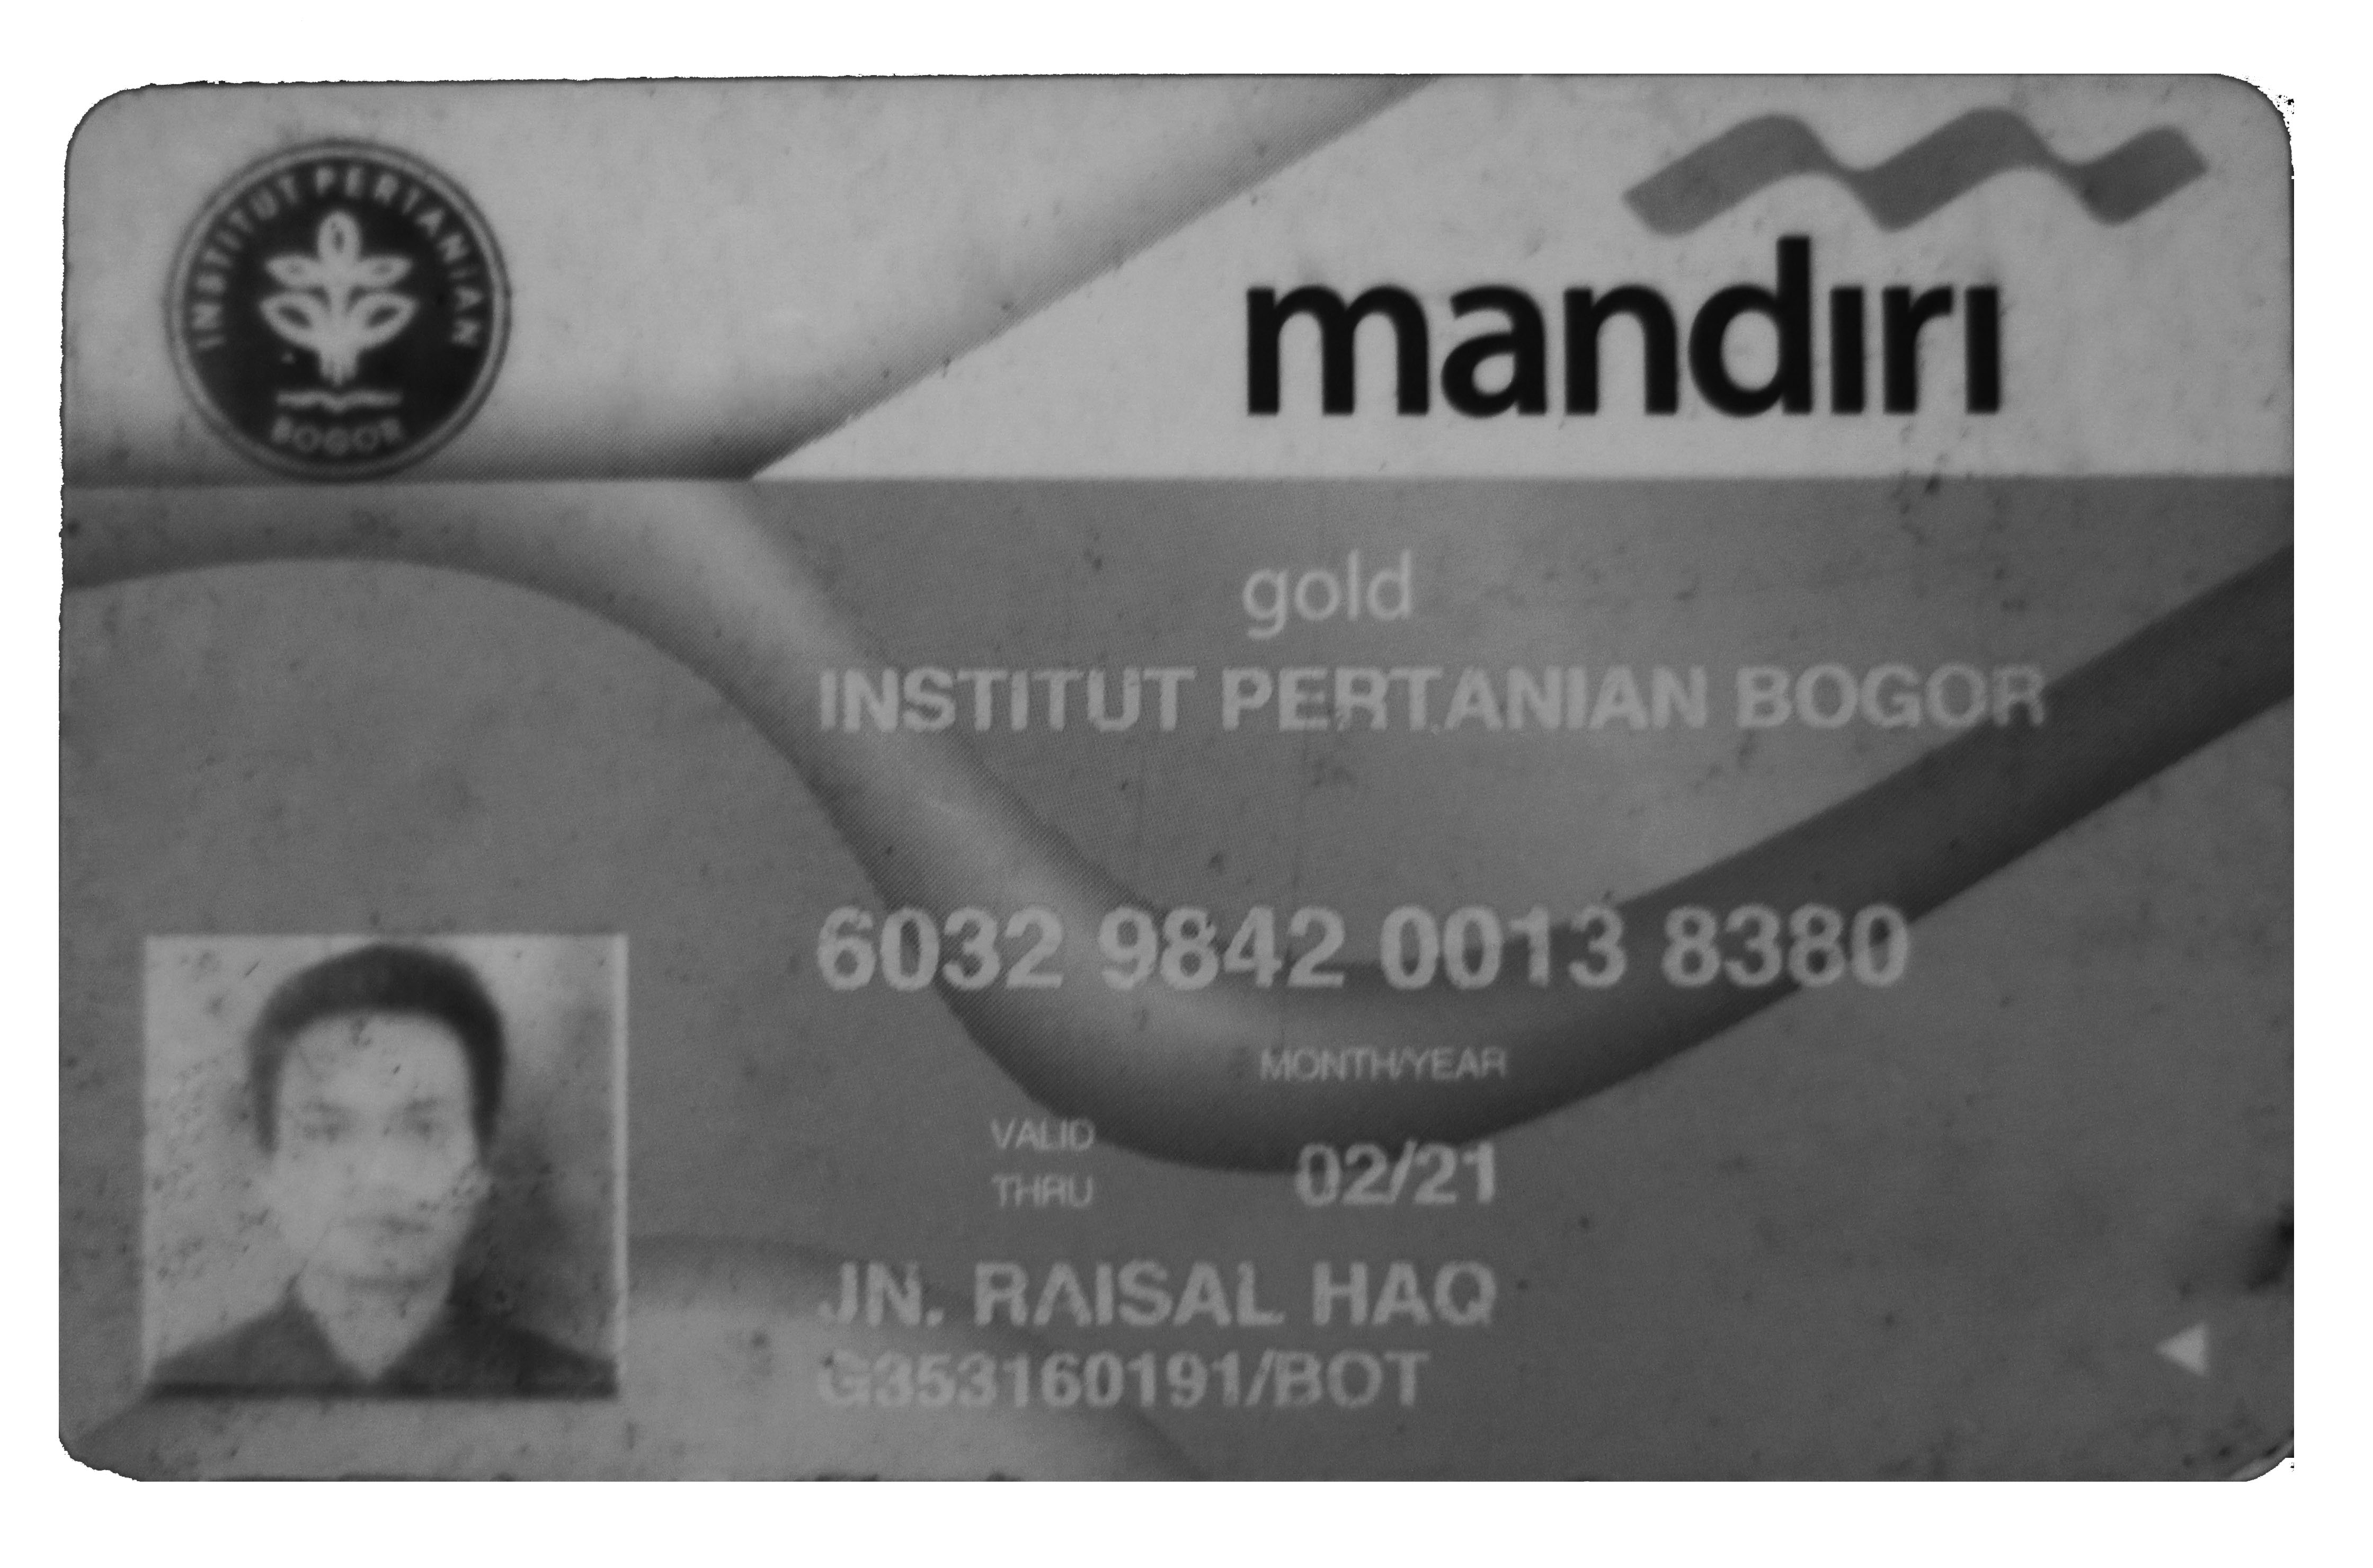 INSTITUT PERTANIAN
BOGOR
mandiri
gold
INSTITUT PERTANIAN BOGOR
6032 9842 0013 8380
MONTH/YEAR
VALID
THRU
02/21
JN. RAISAL HAQ
G353160191/BOT